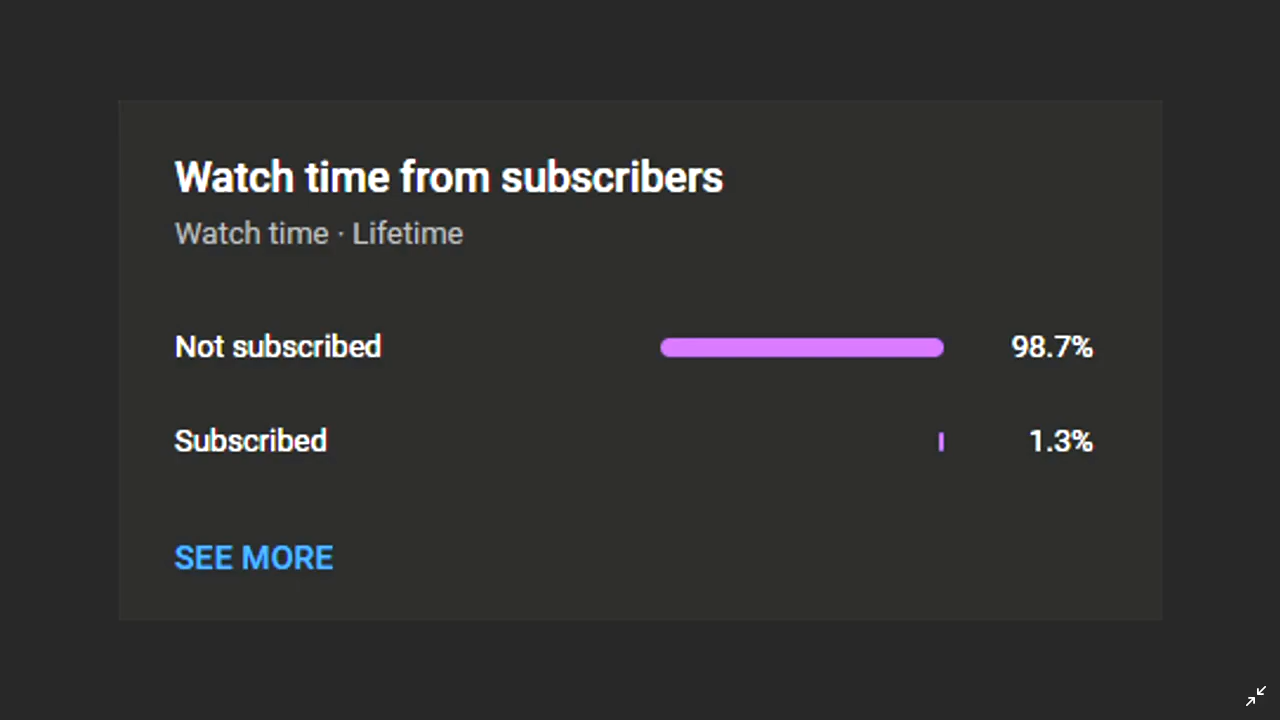 Watch time from subscribers
Watch time · Lifetime
Not subscribed 98.7%
Subscribed 1.3%
SEE MORE